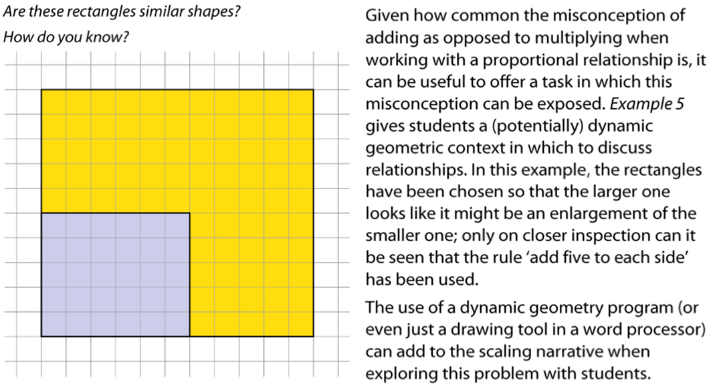 Are these rectangles similar shapes?
How do you know?
Given how common the misconception of
adding as opposed to multiplying when
working with a proportional relationship is, it
can be useful to offer a task in which this
misconception can be exposed. Example 5
gives students a (potentially) dynamic
geometric context in which to discuss
relationships. In this example, the rectangles
have been chosen so that the larger one
looks like it might be an enlargement of the
smaller one; only on closer inspection can it
be seen that the rule ‘add five to each side’
has been used.
The use of a dynamic geometry program (or
even just a drawing tool in a word processor)
can add to the scaling narrative when
exploring this problem with students.